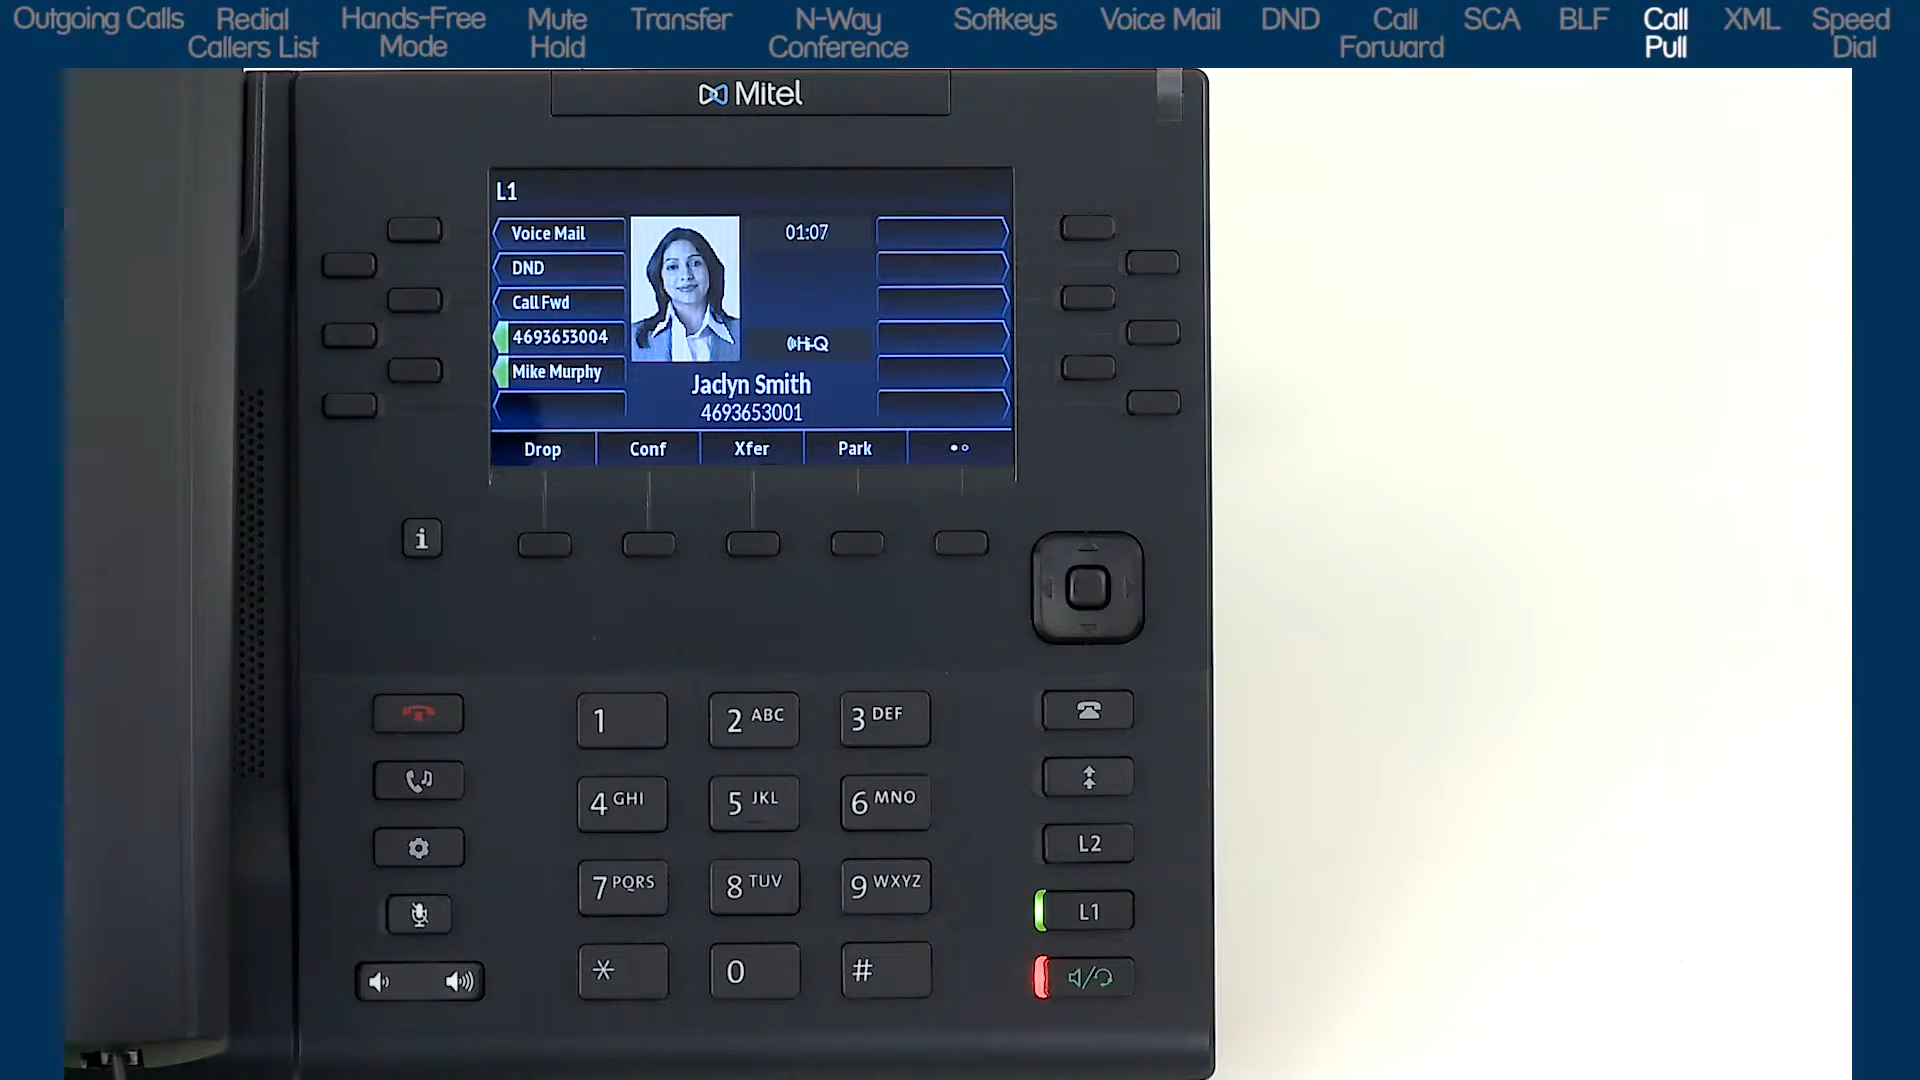 Outgoing Calls
Redial
Callers List
Hands-Free
Mode
Mute
Hold
Transfer
N-Way
Conference
Softkeys
Voice Mail
DND
Call
Forward
SCA
BLF
Call
Pull
XML
Speed
Dial
Mitel
L1
Voice Mail
01:07
DND
Call Fwd
4693653004
Hi-Q
Mike Murphy
Jaclyn Smith
4693653001
Drop
Conf
Xfer
Park
i
1
2 ABC
3 DEF
4 GHI
5 JKL
6 MNO
L2
7 PQRS
8 TUV
9 WXYZ
L1
*
0
#